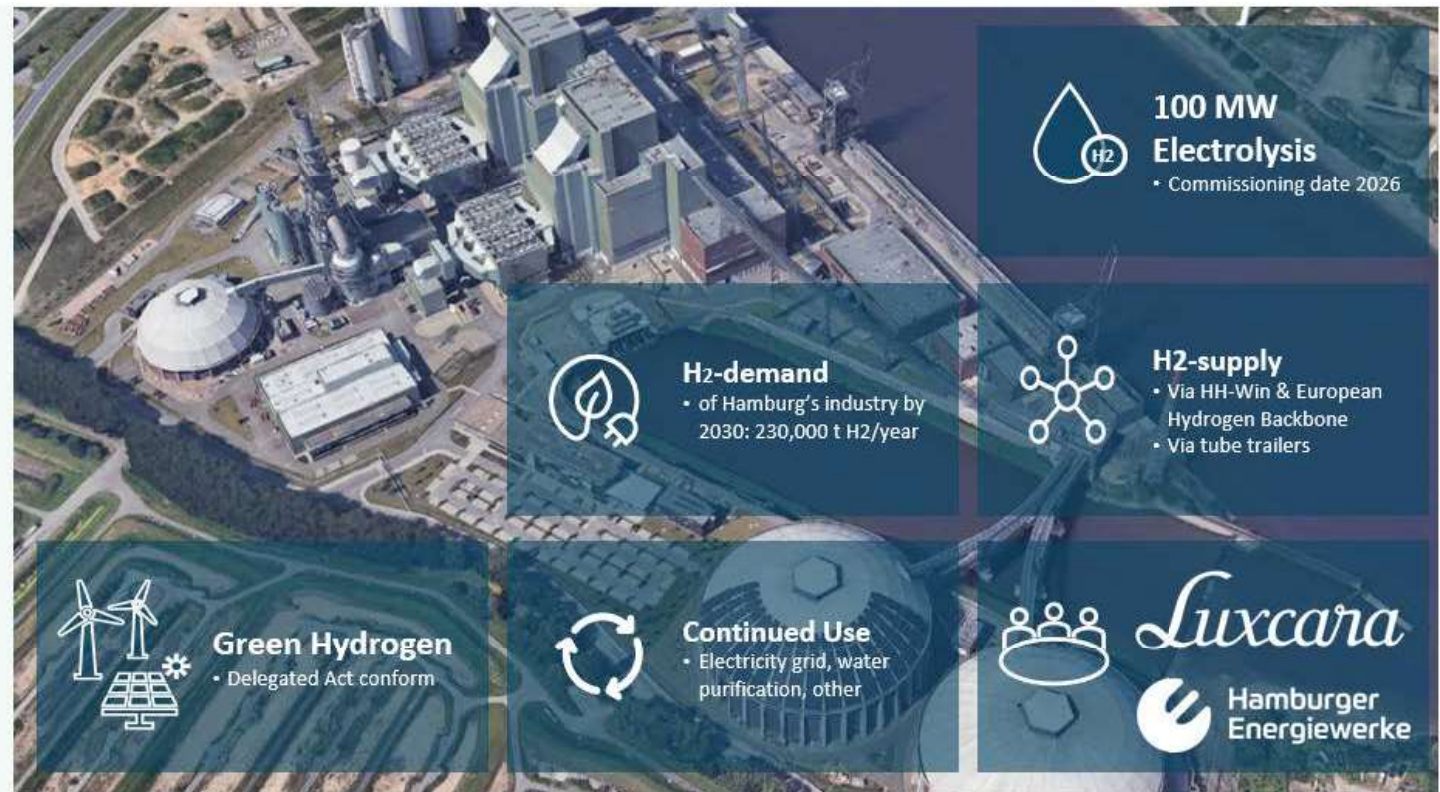 H2
100 MW
Electrolysis
• Commissioning date 2026
H2-demand
• of Hamburg's industry by
2030: 230,000 t H2/year
H2-supply
• Via HH-Win & European
Hydrogen Backbone
• Via tube trailers
Green Hydrogen
• Delegated Act conform
Continued Use
• Electricity grid, water
purification, other
Luxcara
Hamburger
Energiewerke